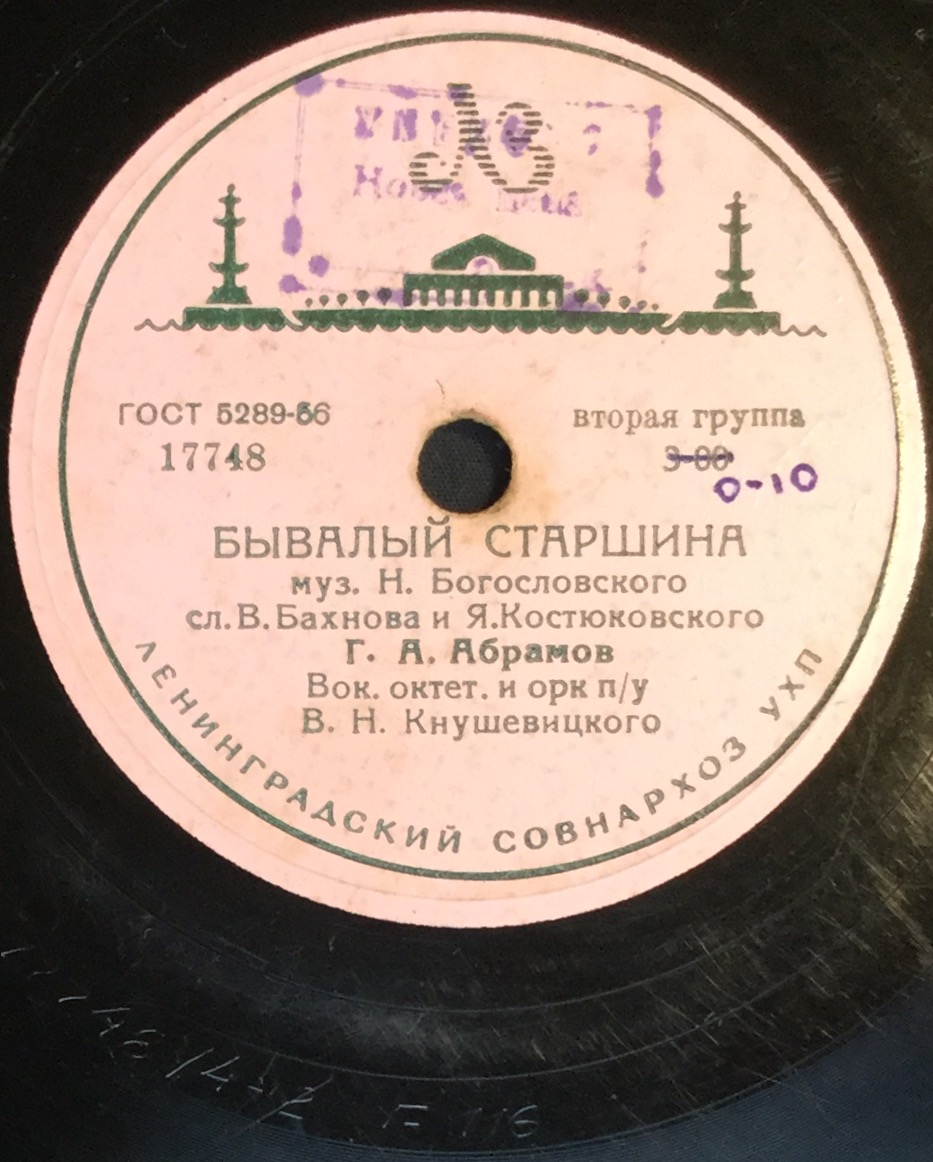 ЛЗ
ГОСТ 5289-56
вторая группа
17748
3-00
0-10
БЫВАЛЫЙ СТАРШИНА
муз. Н. Богословского
сл. В. Бахнова и Я. Костюковского
Г. А. Абрамов
Вок. октет. и орк п/у
В. Н. Кнушевицкого
ЛЕНИНГРАДСКИЙ СОВНАРХОЗ УХП